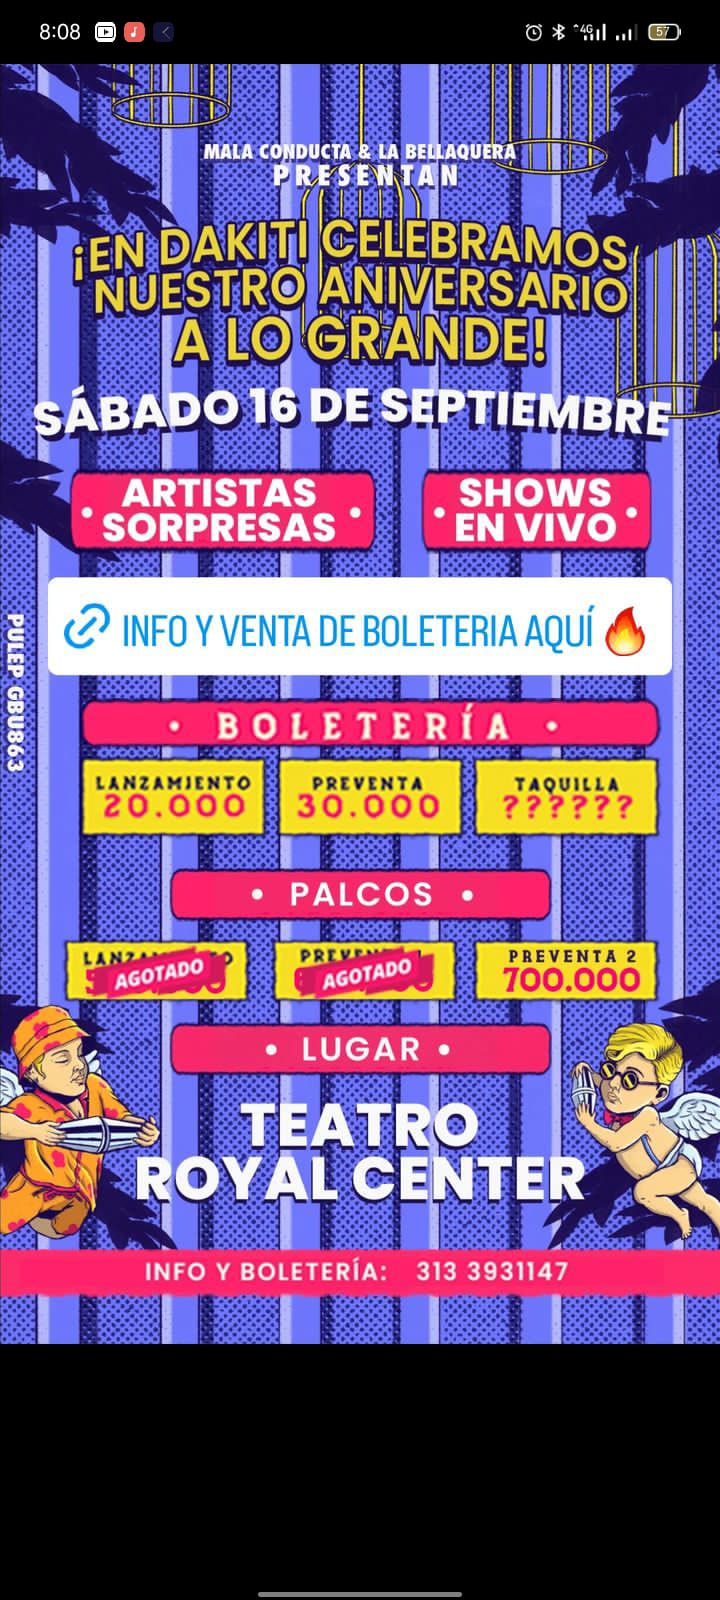 8:08
4G
57
MALA CONDUCTA & LA BELLAQUERA
PRESENTAN
¡EN DAKITI CELEBRAMOS
NUESTRO ANIVERSARIO
A LO GRANDE!
SÁBADO 16 DE SEPTIEMBRE
• ARTISTAS
SORPRESAS •
• SHOWS
EN VIVO •
INFO Y VENTA DE BOLETERIA AQUÍ 🔥
PULEP GBU863
• BOLETERÍA •
LANZAMIENTO
20.000
PREVENTA
30.000
TAQUILLA
??????
• PALCOS •
AGOTADO
AGOTADO
PREVENTA 2
700.000
• LUGAR •
TEATRO
ROYAL CENTER
INFO Y BOLETERÍA: 313 3931147